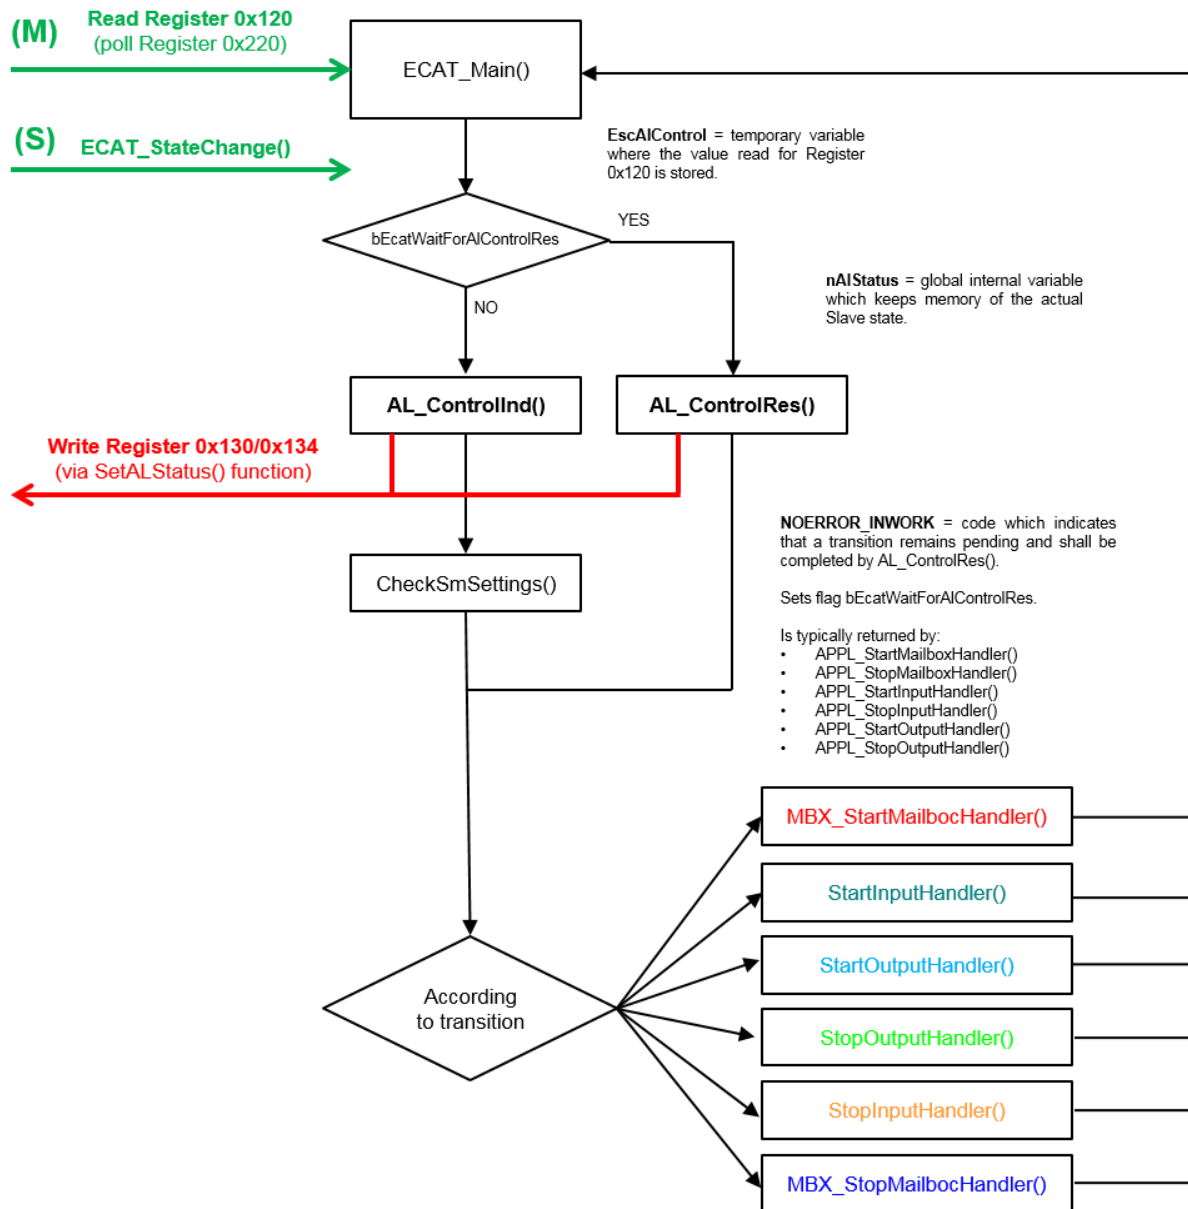 (M)
Read Register 0x120
(poll Register 0x220)
ECAT_Main()
(S)
ECAT_StateChange()
EscAlControl = temporary variable
where the value read for Register
0x120 is stored.
bEcatWaitForAlControlRes
YES
NO
nAlStatus = global internal variable
which keeps memory of the actual
Slave state.
AL_ControlInd()
AL_ControlRes()
Write Register 0x130/0x134
(via SetALStatus() function)
NOERROR_INWORK = code which indicates
that a transition remains pending and shall be
completed by AL_ControlRes().
Sets flag bEcatWaitForAlControlRes.
Is typically returned by:
• APPL_StartMailboxHandler()
• APPL_StopMailboxHandler()
• APPL_StartInputHandler()
• APPL_StopInputHandler()
• APPL_StartOutputHandler()
• APPL_StopOutputHandler()
CheckSmSettings()
According
to transition
MBX_StartMailbocHandler()
StartInputHandler()
StartOutputHandler()
StopOutputHandler()
StopInputHandler()
MBX_StopMailbocHandler()